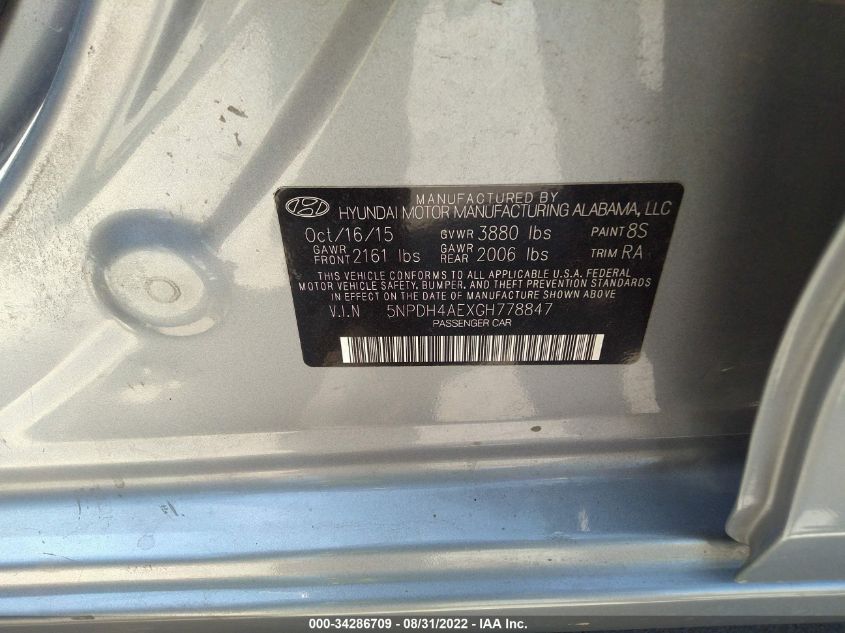 MANUFACTURED BY
HYUNDAI MOTOR MANUFACTURING ALABAMA, LLC
Oct/16/15 GVWR 3880 lbs PAINT 8S
GAWR FRONT 2161 lbs GAWR REAR 2006 lbs TRIM RA
THIS VEHICLE CONFORMS TO ALL APPLICABLE U.S.A. FEDERAL
MOTOR VEHICLE SAFETY, BUMPER, AND THEFT PREVENTION STANDARDS
IN EFFECT ON THE DATE OF MANUFACTURE SHOWN ABOVE
V.I.N 5NPDH4AEXGH778847
PASSENGER CAR
000-34286709 - 08/31/2022 - IAA Inc.